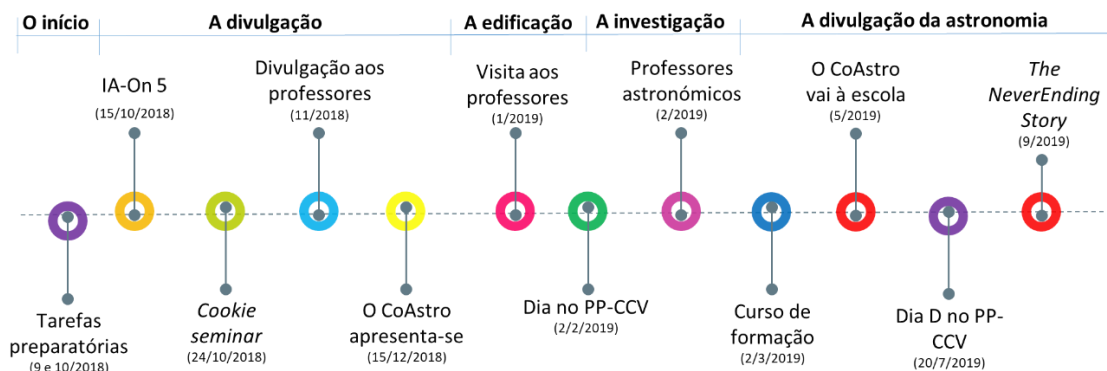 O início
A divulgação
A edificação
A investigação
A divulgação da astronomia
IA-On 5
(15/10/2018)
Divulgação aos
professores
(11/2018)
Visita aos
professores
(1/2019)
Professores
astronómicos
(2/2019)
O CoAstro
vai à escola
(5/2019)
The
NeverEnding
Story
(9/2019)
Tarefas
preparatórias
(9 e 10/2018)
Cookie
seminar
(24/10/2018)
O CoAstro
apresenta-se
(15/12/2018)
Dia no PP-CCV
(2/2/2019)
Curso de
formação
(2/3/2019)
Dia D no PP-
CCV
(20/7/2019)